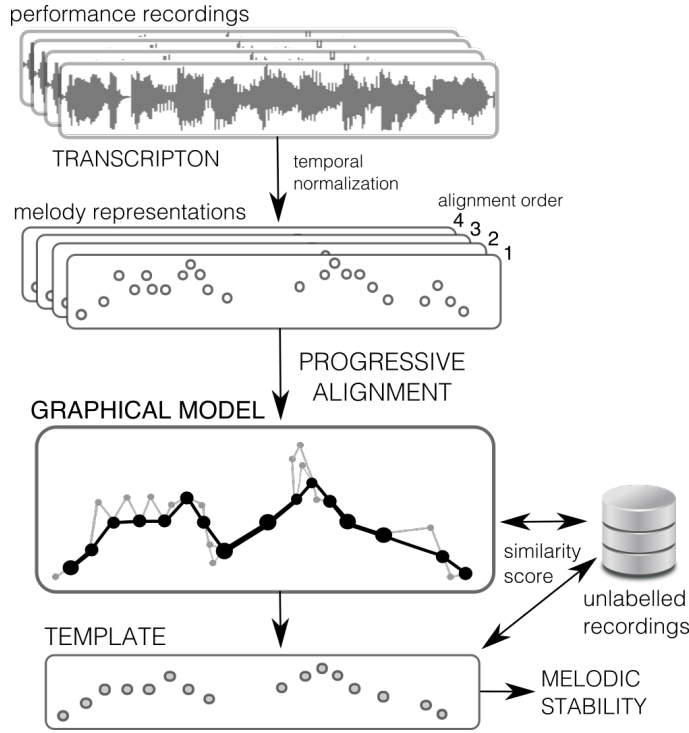 performance recordings
TRANSCRIPTON
temporal
normalization
melody representations
alignment order
4
3
2
1
PROGRESSIVE
ALIGNMENT
GRAPHICAL MODEL
similarity
score
unlabelled
recordings
TEMPLATE
MELODIC
STABILITY